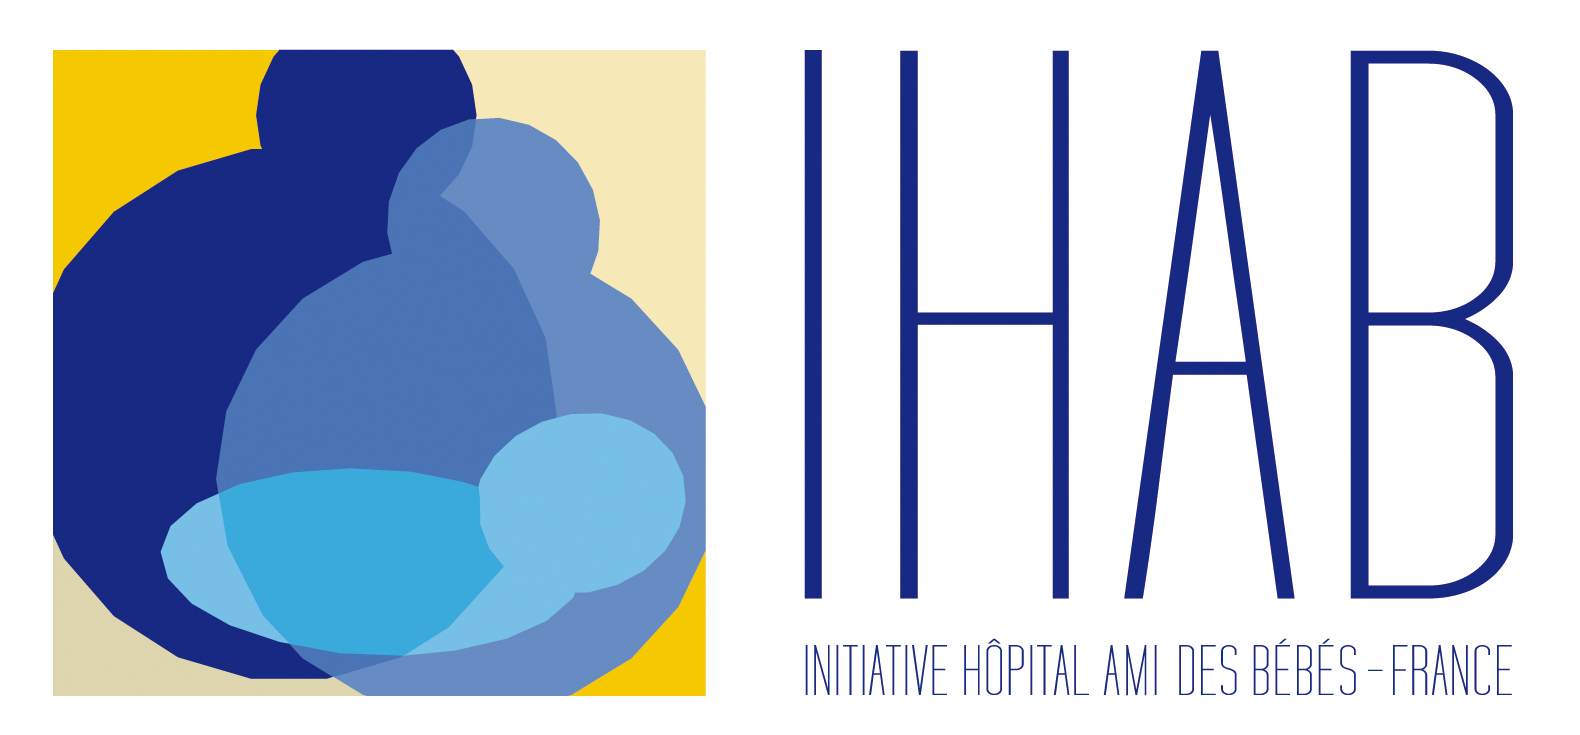 IHAB
INITIATIVE HÔPITAL AMI DES BÉBÉS – FRANCE